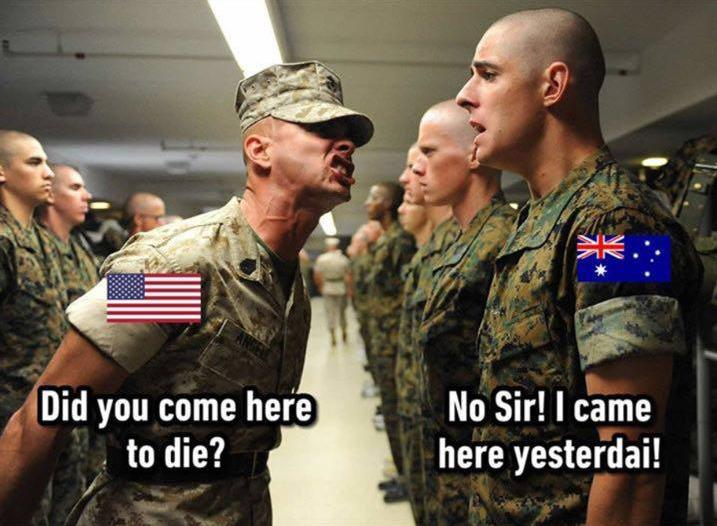 Did you come here
to die?
No Sir! I came
here yesterdai!